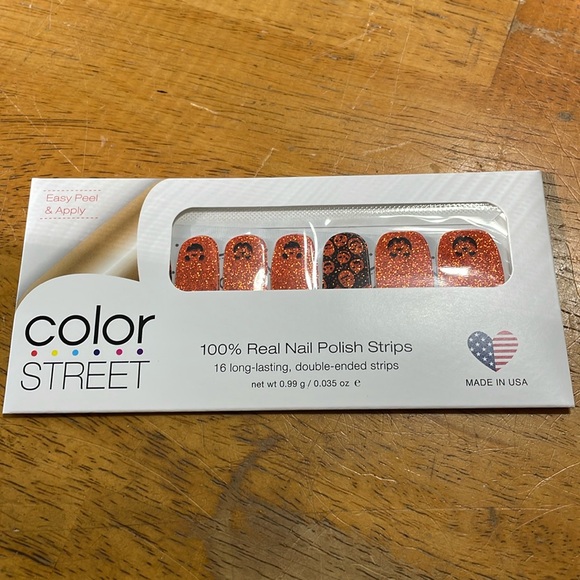 Easy Peel
& Apply
color
STREET
100% Real Nail Polish Strips
16 long-lasting, double-ended strips
net wt 0.99 g / 0.035 oz e
MADE IN USA